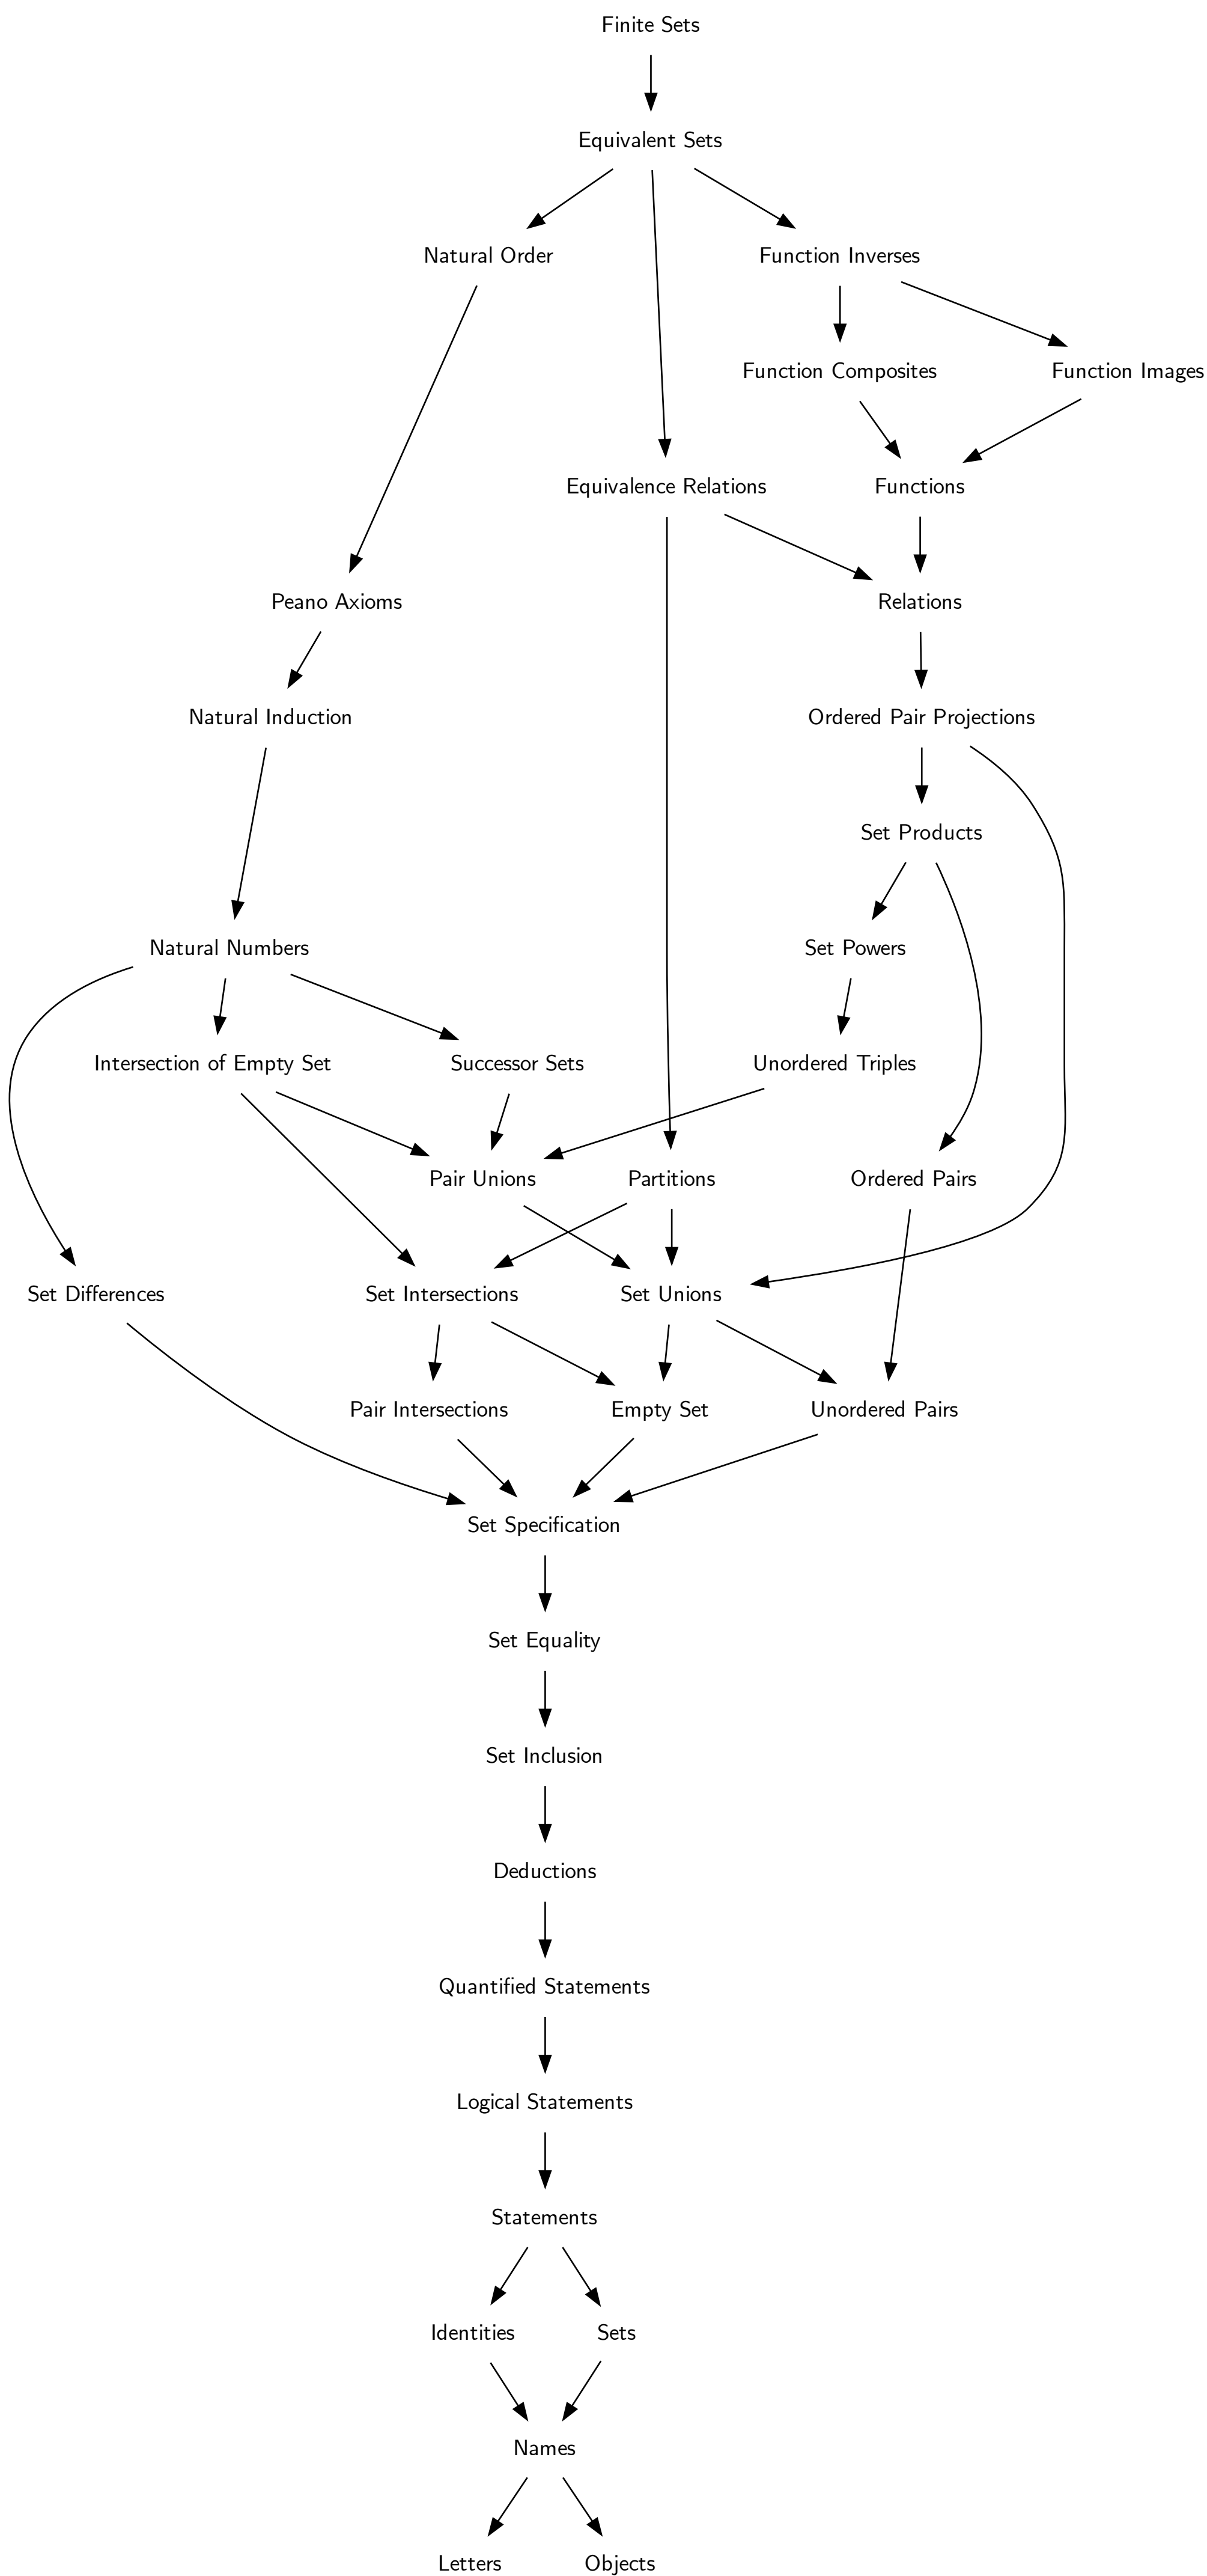 Finite Sets
Equivalent Sets
Natural Order
Function Inverses
Function Composites
Function Images
Equivalence Relations
Functions
Peano Axioms
Relations
Natural Induction
Ordered Pair Projections
Set Products
Natural Numbers
Set Powers
Intersection of Empty Set
Successor Sets
Unordered Triples
Pair Unions
Partitions
Ordered Pairs
Set Differences
Set Intersections
Set Unions
Pair Intersections
Empty Set
Unordered Pairs
Set Specification
Set Equality
Set Inclusion
Deductions
Quantified Statements
Logical Statements
Statements
Identities
Sets
Names
Letters
Objects